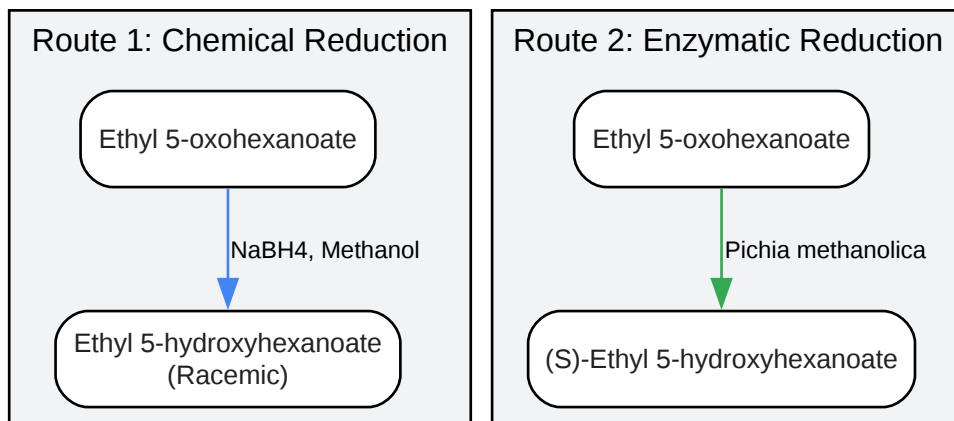 Route 1: Chemical Reduction
Ethyl 5-oxohexanoate
NaBH4, Methanol
Ethyl 5-hydroxyhexanoate
(Racemic)
Route 2: Enzymatic Reduction
Ethyl 5-oxohexanoate
Pichia methanolica
(S)-Ethyl 5-hydroxyhexanoate